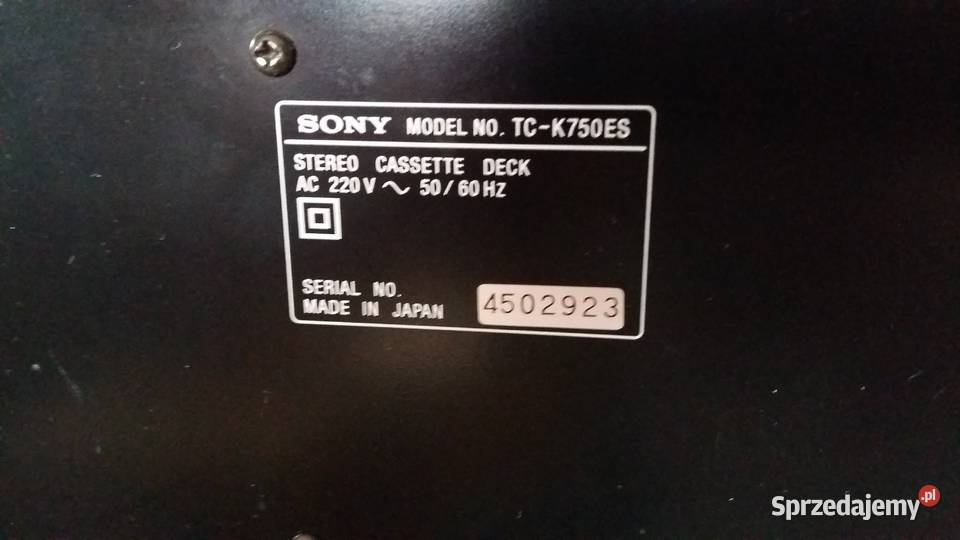 SONY MODEL NO. TC-K750ES
STEREO CASSETTE DECK
AC 220V ~ 50/60Hz
SERIAL NO.
MADE IN JAPAN
4502923
Sprzedajemy.pl